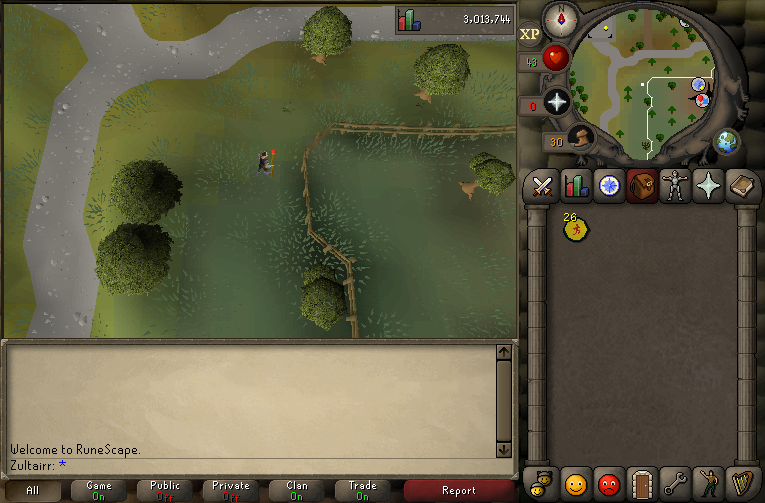 3,013,744
XP
43
0
30
26
Welcome to RuneScape.
Zultairr: *
All
Game
On
Public
Off
Private
Off
Clan
On
Trade
On
Report